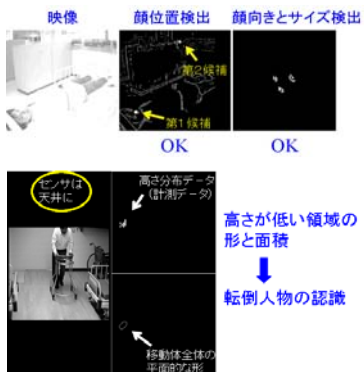 映像
顔位置検出
顔向きとサイズ検出
第2候補
第1候補
OK
OK
センサは
天井に
高さ分布データ
(計測データ)
高さが低い領域の
形と面積
転倒人物の認識
移動体全体の
平面的な形